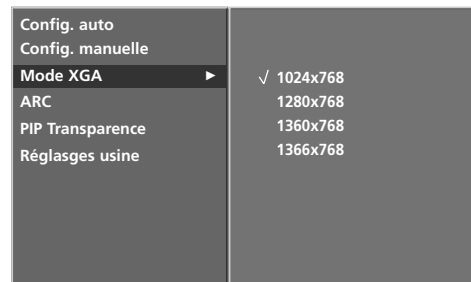 Config. auto
Config. manuelle
Mode XGA ►
ARC
PIP Transparence
Réglasges usine
√ 1024x768
1280x768
1360x768
1366x768